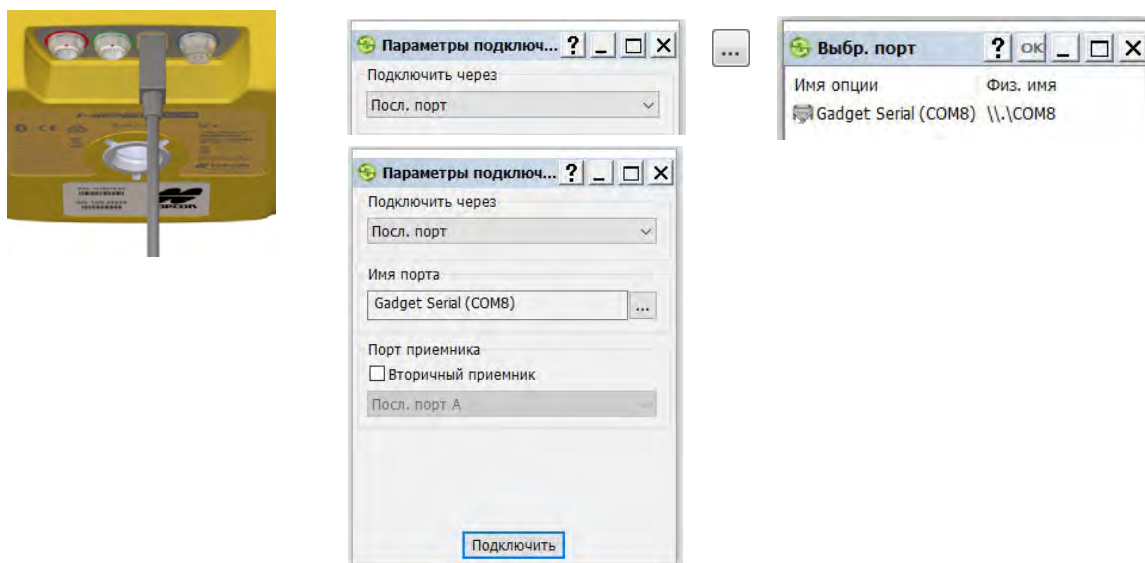 Параметры подключ...
Подключить через
Посл. порт
...
Выбр. порт
OK
Имя опции Физ. имя
Gadget Serial (COM8) \\.\COM8
Параметры подключ...
Подключить через
Посл. порт
Имя порта
Gadget Serial (COM8)
...
Порт приемника
Вторичный приемник
Посл. порт A
Подключить